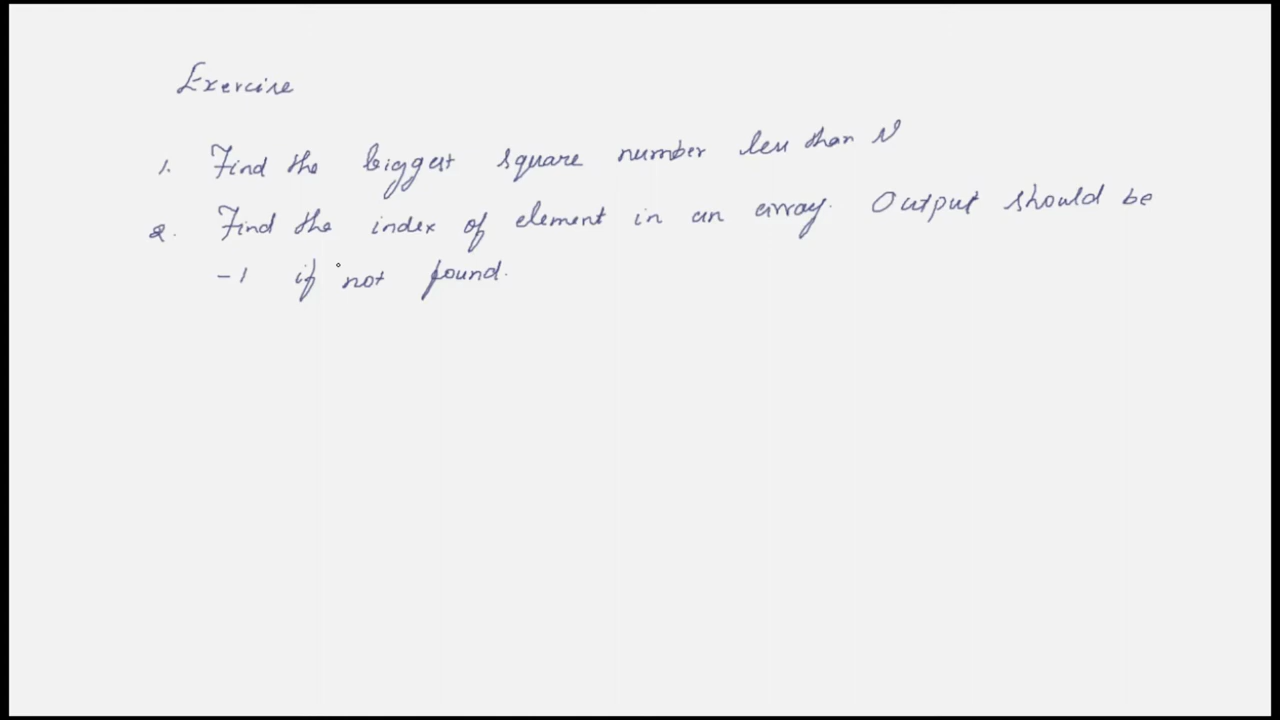 Exercise
1. Find the biggest square number less than N
2. Find the index of element in an array. Output should be
-1 if not found.